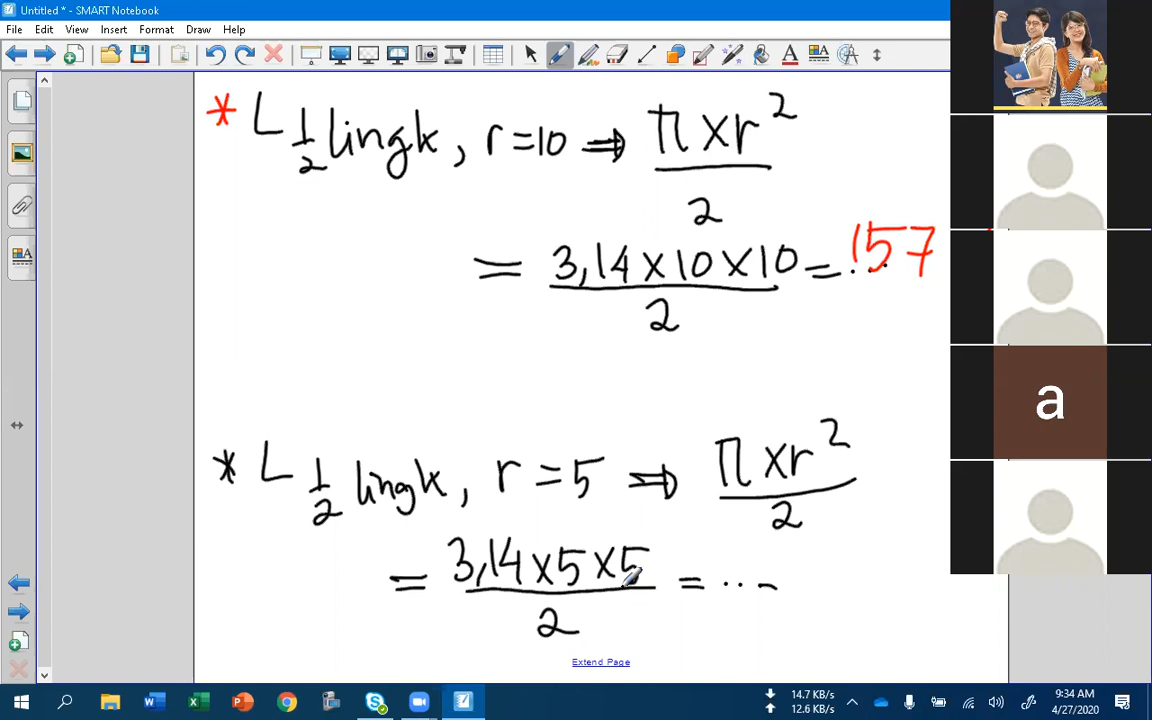 Untitled * - SMART Notebook
File Edit View Insert Format Draw Help
* L ½ lingk, r = 10 ⇒ π x r²
2
= 3,14 x 10 x 10 = ... 157
2
* L ½ lingk, r = 5 ⇒ π x r²
2
= 3,14 x 5 x 5 = ...
2
Extend Page
a
14.7 KB/s
12.6 KB/s
9:34 AM
4/27/2020